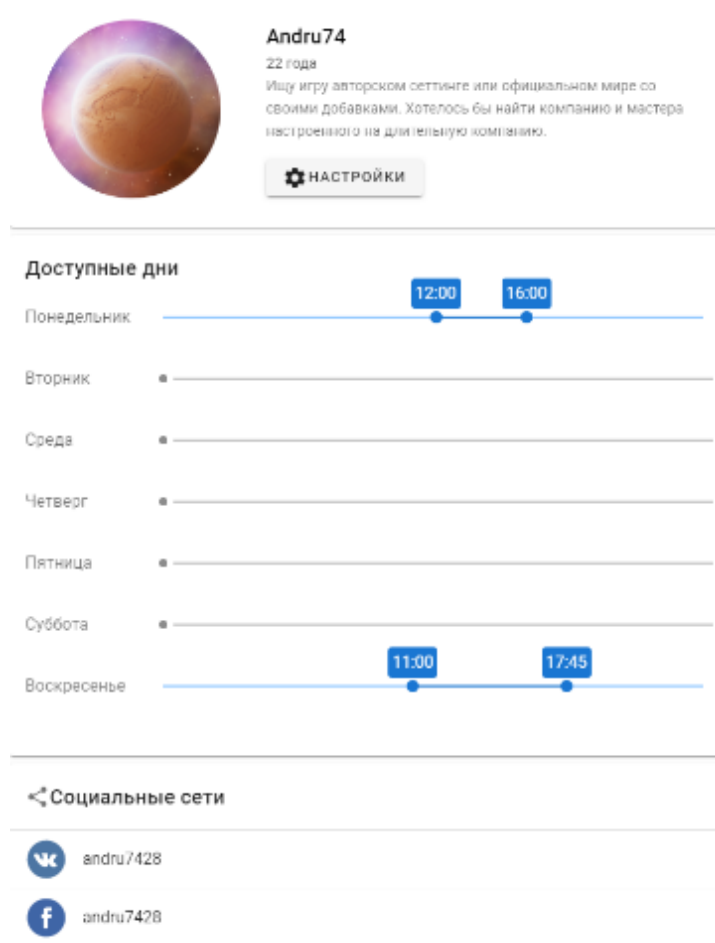 Andru74
22 года
Ищу игру авторском сеттинге или официальном мире со
своими добавками. Хотелось бы найти компанию и мастера
настроенного на длительную компанию.
НАСТРОЙКИ
Доступные дни
12:00 16:00
Понедельник
Вторник
Среда
Четверг
Пятница
Суббота
11:00 17:45
Воскресенье
Социальные сети
andru7428
f andru7428